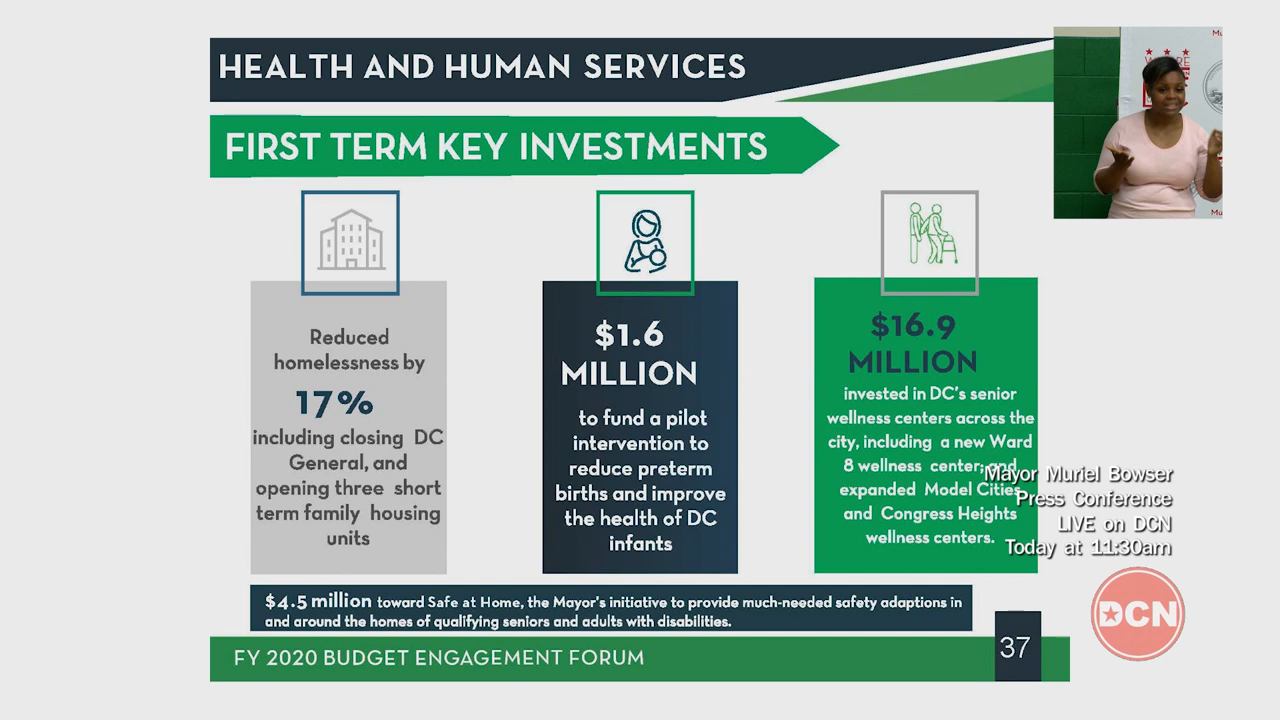 HEALTH AND HUMAN SERVICES
FIRST TERM KEY INVESTMENTS
Reduced
homelessness by
17%
including closing DC
General, and
opening three short
term family housing
units
$1.6
MILLION
to fund a pilot
intervention to
reduce preterm
births and improve
the health of DC
infants
$16.9
MILLION
invested in DC's senior
wellness centers across the
city, including a new Ward
8 wellness center; and
expanded Model Cities
and Congress Heights
wellness centers.
$4.5 million toward Safe at Home, the Mayor's initiative to provide much-needed safety adaptions in
and around the homes of qualifying seniors and adults with disabilities.
FY 2020 BUDGET ENGAGEMENT FORUM
37
Mayor Muriel Bowser
Press Conference
LIVE on DCN
Today at 11:30am
DCN